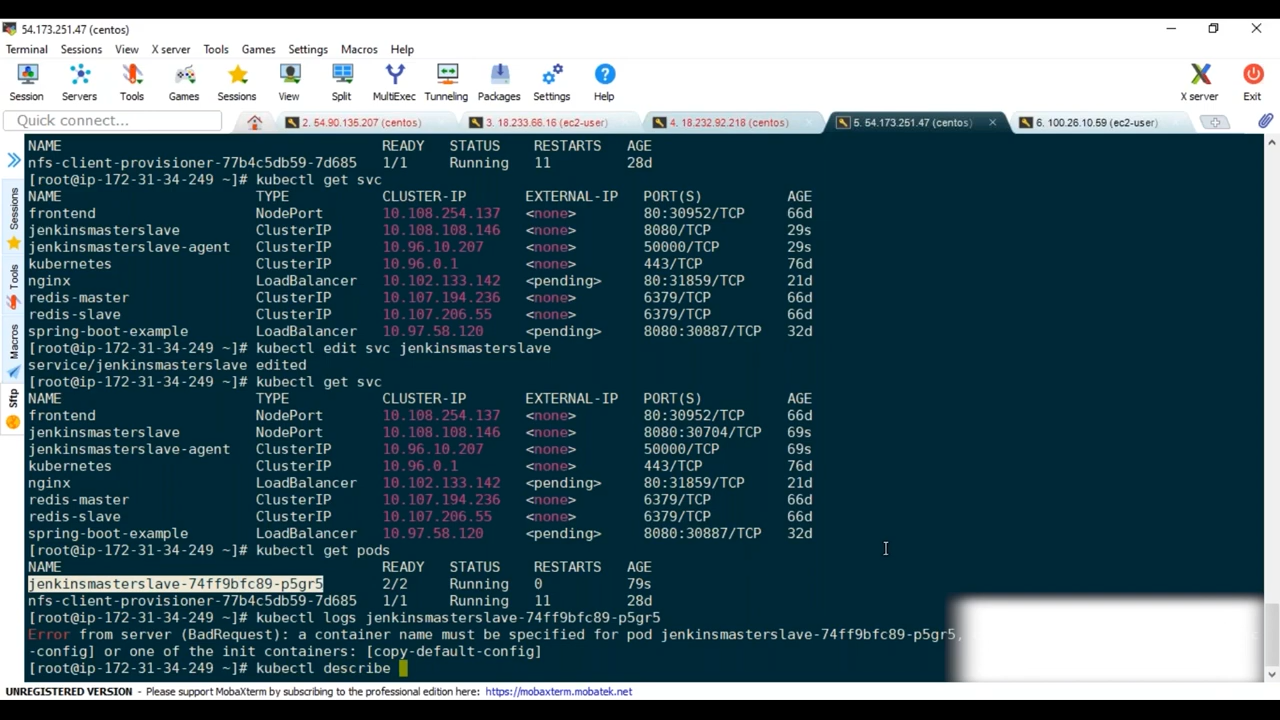 54.173.251.47 (centos)
Terminal Sessions View X server Tools Games Settings Macros Help
Session Servers Tools Games Sessions View Split MultiExec Tunneling Packages Settings Help X server Exit
Quick connect... 2. 54.90.135.207 (centos) 3. 18.233.66.16 (ec2-user) 4. 18.232.92.218 (centos) 5. 54.173.251.47 (centos) 6. 100.26.10.59 (ec2-user)
Sessions
Tools
Macros
Sftp
NAME READY STATUS RESTARTS AGE
nfs-client-provisioner-77b4c5db59-7d685 1/1 Running 11 28d
[root@ip-172-31-34-249 ~]# kubectl get svc
NAME TYPE CLUSTER-IP EXTERNAL-IP PORT(S) AGE
frontend NodePort 10.108.254.137 <none> 80:30952/TCP 66d
jenkinsmasterslave ClusterIP 10.108.108.146 <none> 8080/TCP 29s
jenkinsmasterslave-agent ClusterIP 10.96.10.207 <none> 50000/TCP 29s
kubernetes ClusterIP 10.96.0.1 <none> 443/TCP 76d
nginx LoadBalancer 10.102.133.142 <pending> 80:31859/TCP 21d
redis-master ClusterIP 10.107.194.236 <none> 6379/TCP 66d
redis-slave ClusterIP 10.107.206.55 <none> 6379/TCP 66d
spring-boot-example LoadBalancer 10.97.58.120 <pending> 8080:30887/TCP 32d
[root@ip-172-31-34-249 ~]# kubectl edit svc jenkinsmasterslave
service/jenkinsmasterslave edited
[root@ip-172-31-34-249 ~]# kubectl get svc
NAME TYPE CLUSTER-IP EXTERNAL-IP PORT(S) AGE
frontend NodePort 10.108.254.137 <none> 80:30952/TCP 66d
jenkinsmasterslave NodePort 10.108.108.146 <none> 8080:30704/TCP 69s
jenkinsmasterslave-agent ClusterIP 10.96.10.207 <none> 50000/TCP 69s
kubernetes ClusterIP 10.96.0.1 <none> 443/TCP 76d
nginx LoadBalancer 10.102.133.142 <pending> 80:31859/TCP 21d
redis-master ClusterIP 10.107.194.236 <none> 6379/TCP 66d
redis-slave ClusterIP 10.107.206.55 <none> 6379/TCP 66d
spring-boot-example LoadBalancer 10.97.58.120 <pending> 8080:30887/TCP 32d
[root@ip-172-31-34-249 ~]# kubectl get pods
NAME READY STATUS RESTARTS AGE
jenkinsmasterslave-74ff9bfc89-p5gr5 2/2 Running 0 79s
nfs-client-provisioner-77b4c5db59-7d685 1/1 Running 11 28d
[root@ip-172-31-34-249 ~]# kubectl logs jenkinsmasterslave-74ff9bfc89-p5gr5
Error from server (BadRequest): a container name must be specified for pod jenkinsmasterslave-74ff9bfc89-p5gr5,
-config] or one of the init containers: [copy-default-config]
[root@ip-172-31-34-249 ~]# kubectl describe
UNREGISTERED VERSION - Please support MobaXterm by subscribing to the professional edition here: https://mobaxterm.mobatek.net